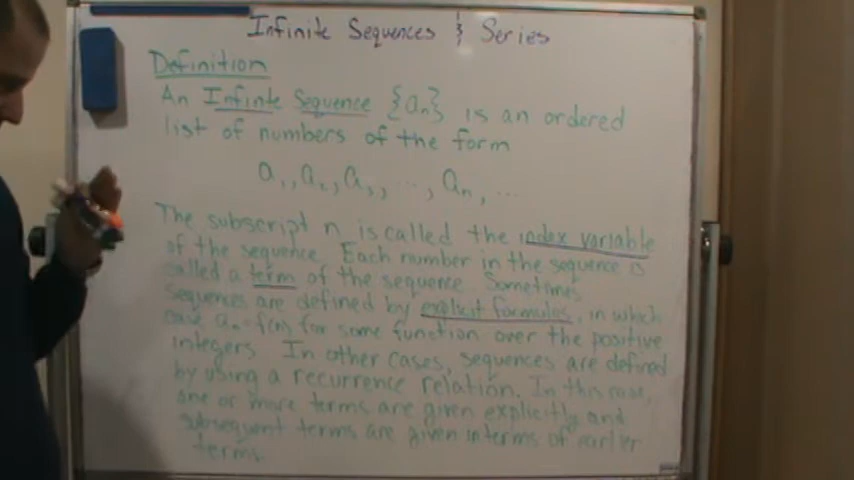 Infinite Sequences & Series
Definition
An Infinte Sequence {aₙ} is an ordered
list of numbers of the form
a₁, a₂, a₃, ..., aₙ, ...
The subscript n is called the index variable
of the sequence. Each number in the sequence is
called a term of the sequence. Sometimes
sequences are defined by explicit formulas, in which
case aₙ=f(n) for some function over the positive
integers. In other cases, sequences are defined
by using a recurrence relation. In this case,
one or more terms are given explicitly and
subsequent terms are given in terms of earlier
terms.